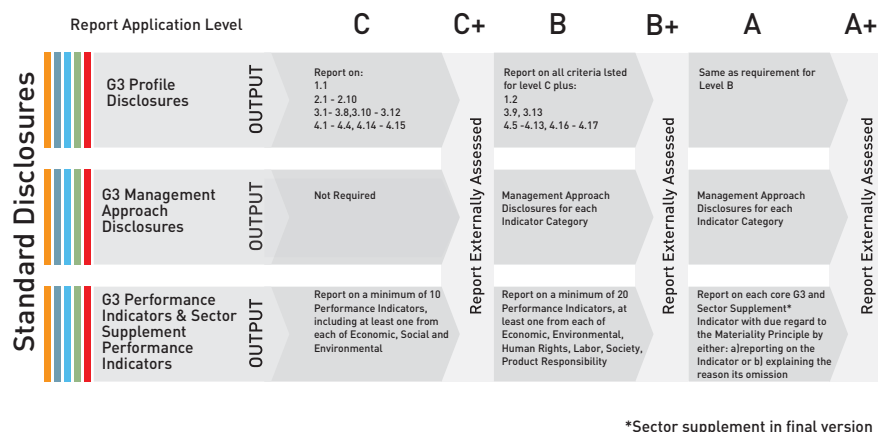 Report Application Level
C
C+
B
B+
A
A+
Standard Disclosures
G3 Profile
Disclosures
OUTPUT
Report on:
1.1
2.1 - 2.10
3.1- 3.8,3.10 - 3.12
4.1 - 4.4, 4.14 - 4.15
Report on all criteria lsted
for level C plus:
1.2
3.9, 3.13
4.5 -4.13, 4.16 - 4.17
Same as requirement for
Level B
G3 Management
Approach
Disclosures
OUTPUT
Not Required
Management Approach
Disclosures for each
Indicator Category
Management Approach
Disclosures for each
Indicator Category
G3 Performance
Indicators & Sector
Supplement
Performance
Indicators
OUTPUT
Report on a minimum of 10
Performance Indicators,
including at least one from
each of Economic, Social and
Environmental
Report on a minimum of 20
Performance Indicators, at
least one from each of
Economic, Environmental,
Human Rights, Labor, Society,
Product Responsibility
Report on each core G3 and
Sector Supplement*
Indicator with due regard to
the Materiality Principle by
either: a)reporting on the
Indicator or b) explaining the
reason its omission
Report Externally Assessed
Report Externally Assessed
Report Externally Assessed
*Sector supplement in final version